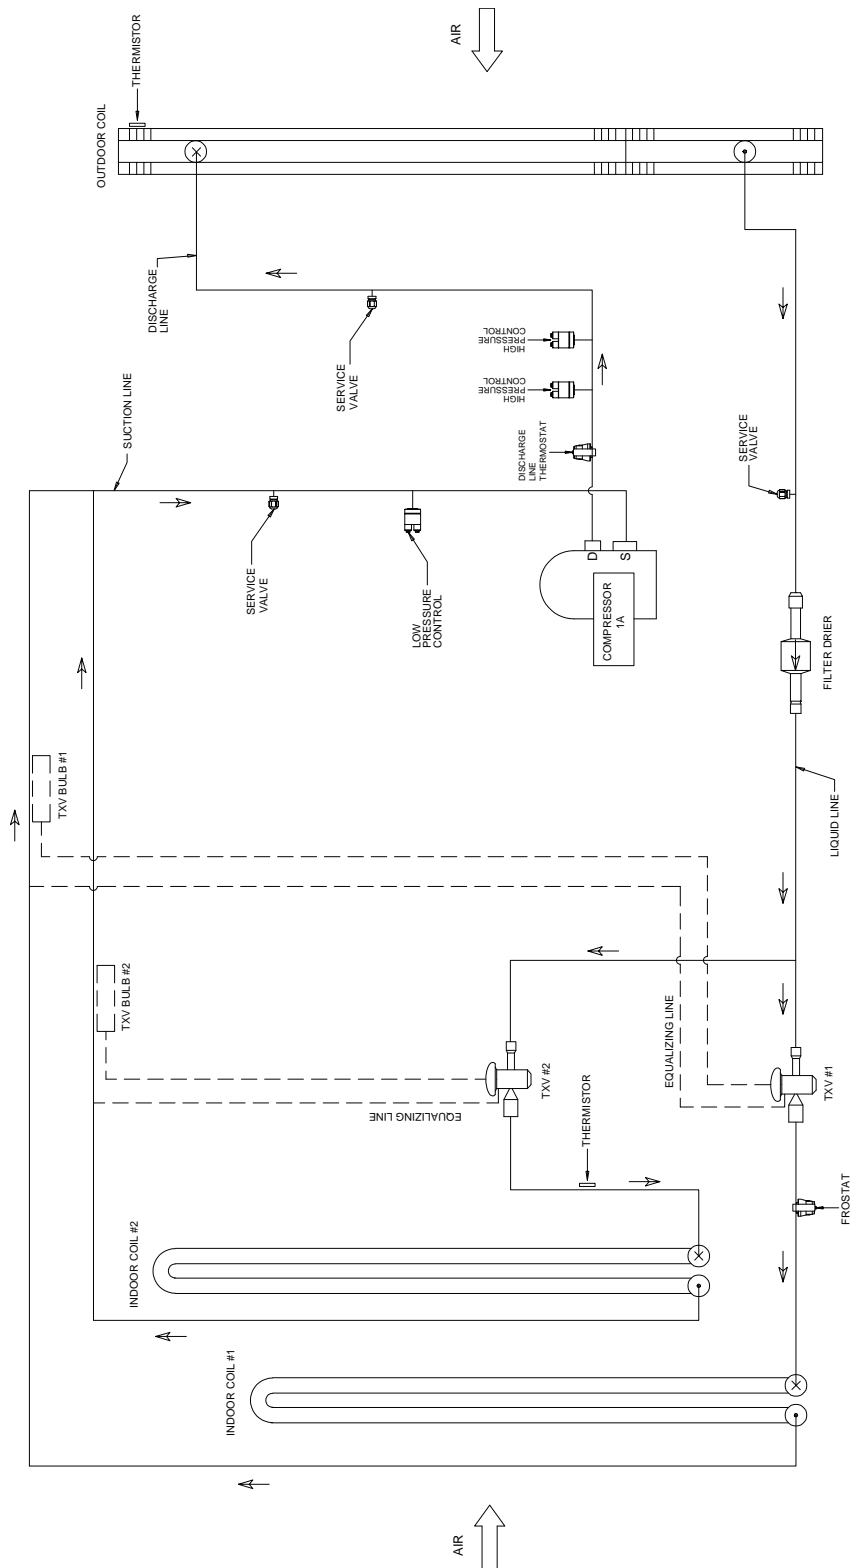 AIR
THERMISTOR
OUTDOOR COIL
DISCHARGE
LINE
SERVICE
VALVE
HIGH
PRESSURE
CONTROL
HIGH
PRESSURE
CONTROL
SUCTION LINE
DISCHARGE
LINE
THERMOSTAT
SERVICE
VALVE
SERVICE
VALVE
LOW
PRESSURE
CONTROL
D
S
COMPRESSOR
1A
FILTER DRIER
TXV BULB #1
LIQUID LINE
TXV BULB #2
EQUALIZING LINE
TXV #2
EQUALIZING LINE
TXV #1
THERMISTOR
FROSTAT
INDOOR COIL #2
INDOOR COIL #1
AIR